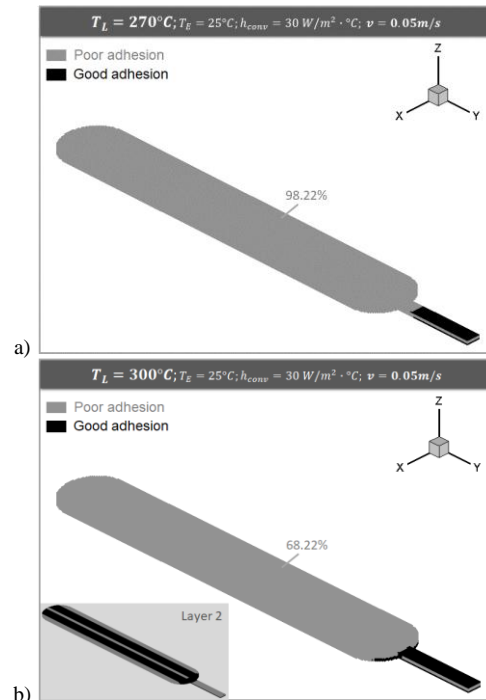 T_L = 270°C; T_E = 25°C; h_conv = 30 W/m² · °C; v = 0.05m/s
Poor adhesion
Good adhesion
Z
X
Y
98.22%
a)
T_L = 300°C; T_E = 25°C; h_conv = 30 W/m² · °C; v = 0.05m/s
Poor adhesion
Good adhesion
Z
X
Y
68.22%
Layer 2
b)